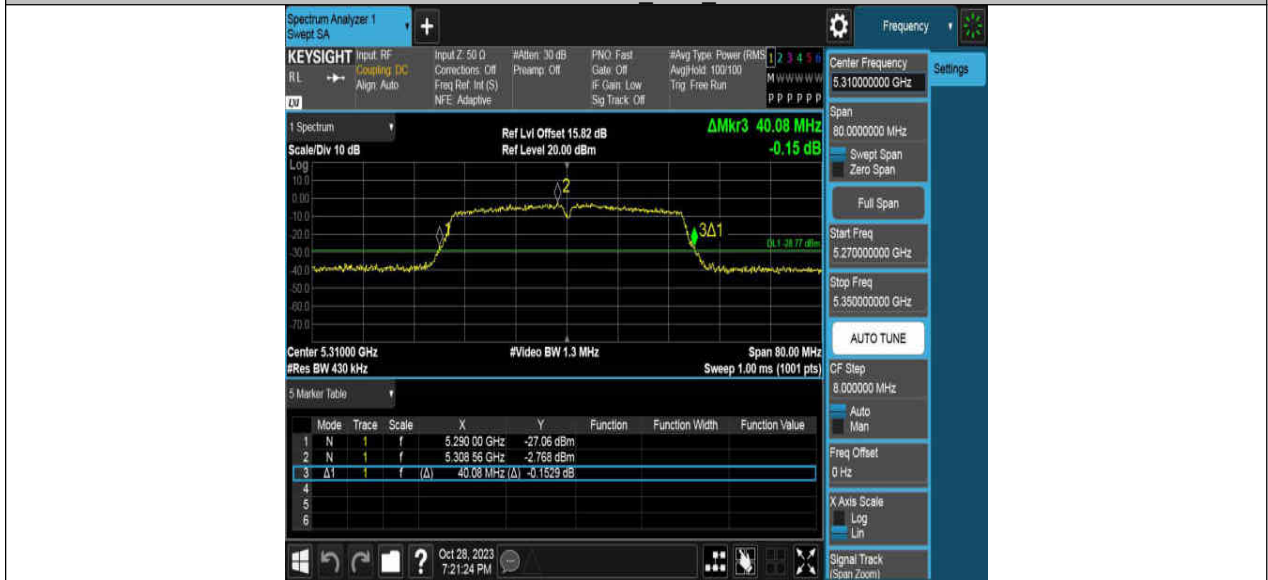 Spectrum Analyzer 1
Swept SA
+
Frequency
KEYSIGHT
RL
Input: RF
Coupling: DC
Align: Auto
Input Z: 50 Ω
Corrections: Off
Freq Ref: Int (S)
NFE: Adaptive
#Atten: 30 dB
Preamp: Off
PNO: Fast
Gate: Off
IF Gain: Low
Sig Track: Off
#Avg Type: Power (RMS
Avg|Hold: 100/100
Trig: Free Run
1 2 3 4 5 6
M W W W W W
P P P P P P
1 Spectrum
Scale/Div 10 dB
Ref Lvl Offset 15.82 dB
Ref Level 20.00 dBm
ΔMkr3 40.08 MHz
-0.15 dB
Log
10.0
0.00
-10.0
-20.0
-30.0
-40.0
-50.0
-60.0
-70.0
1
2
3Δ1
DL1 -28.77 dBm
Center 5.31000 GHz
#Res BW 430 kHz
#Video BW 1.3 MHz
Span 80.00 MHz
Sweep 1.00 ms (1001 pts)
5 Marker Table
Mode Trace Scale X Y Function Function Width Function Value
1 N 1 f 5.290 00 GHz -27.06 dBm
2 N 1 f 5.308 56 GHz -2.768 dBm
3 Δ1 1 f (Δ) 40.08 MHz (Δ) -0.1529 dB
4
5
6
?
Oct 28, 2023
7:21:24 PM
Center Frequency
5.310000000 GHz
Settings
Span
80.0000000 MHz
Swept Span
Zero Span
Full Span
Start Freq
5.270000000 GHz
Stop Freq
5.350000000 GHz
AUTO TUNE
CF Step
8.000000 MHz
Auto
Man
Freq Offset
0 Hz
X Axis Scale
Log
Lin
Signal Track
(Span Zoom)